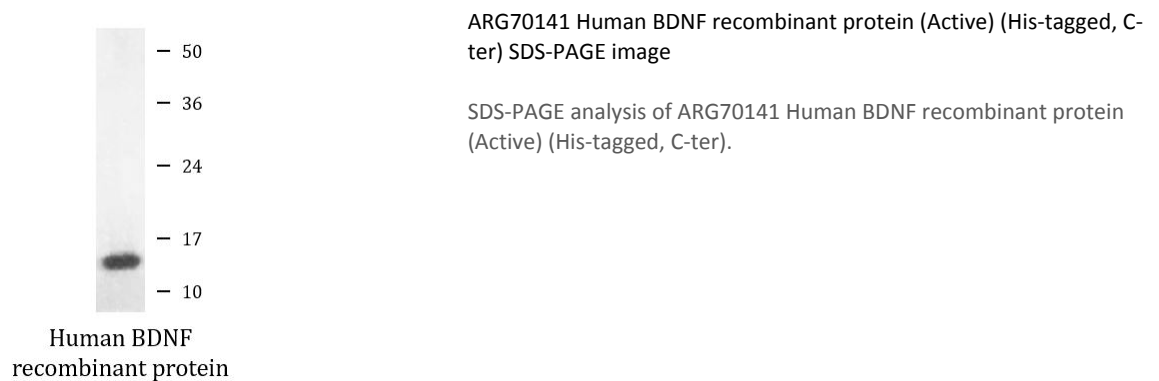 — 50
— 36
— 24
— 17
— 10
Human BDNF
recombinant protein
ARG70141 Human BDNF recombinant protein (Active) (His-tagged, C-
ter) SDS-PAGE image
SDS-PAGE analysis of ARG70141 Human BDNF recombinant protein
(Active) (His-tagged, C-ter).